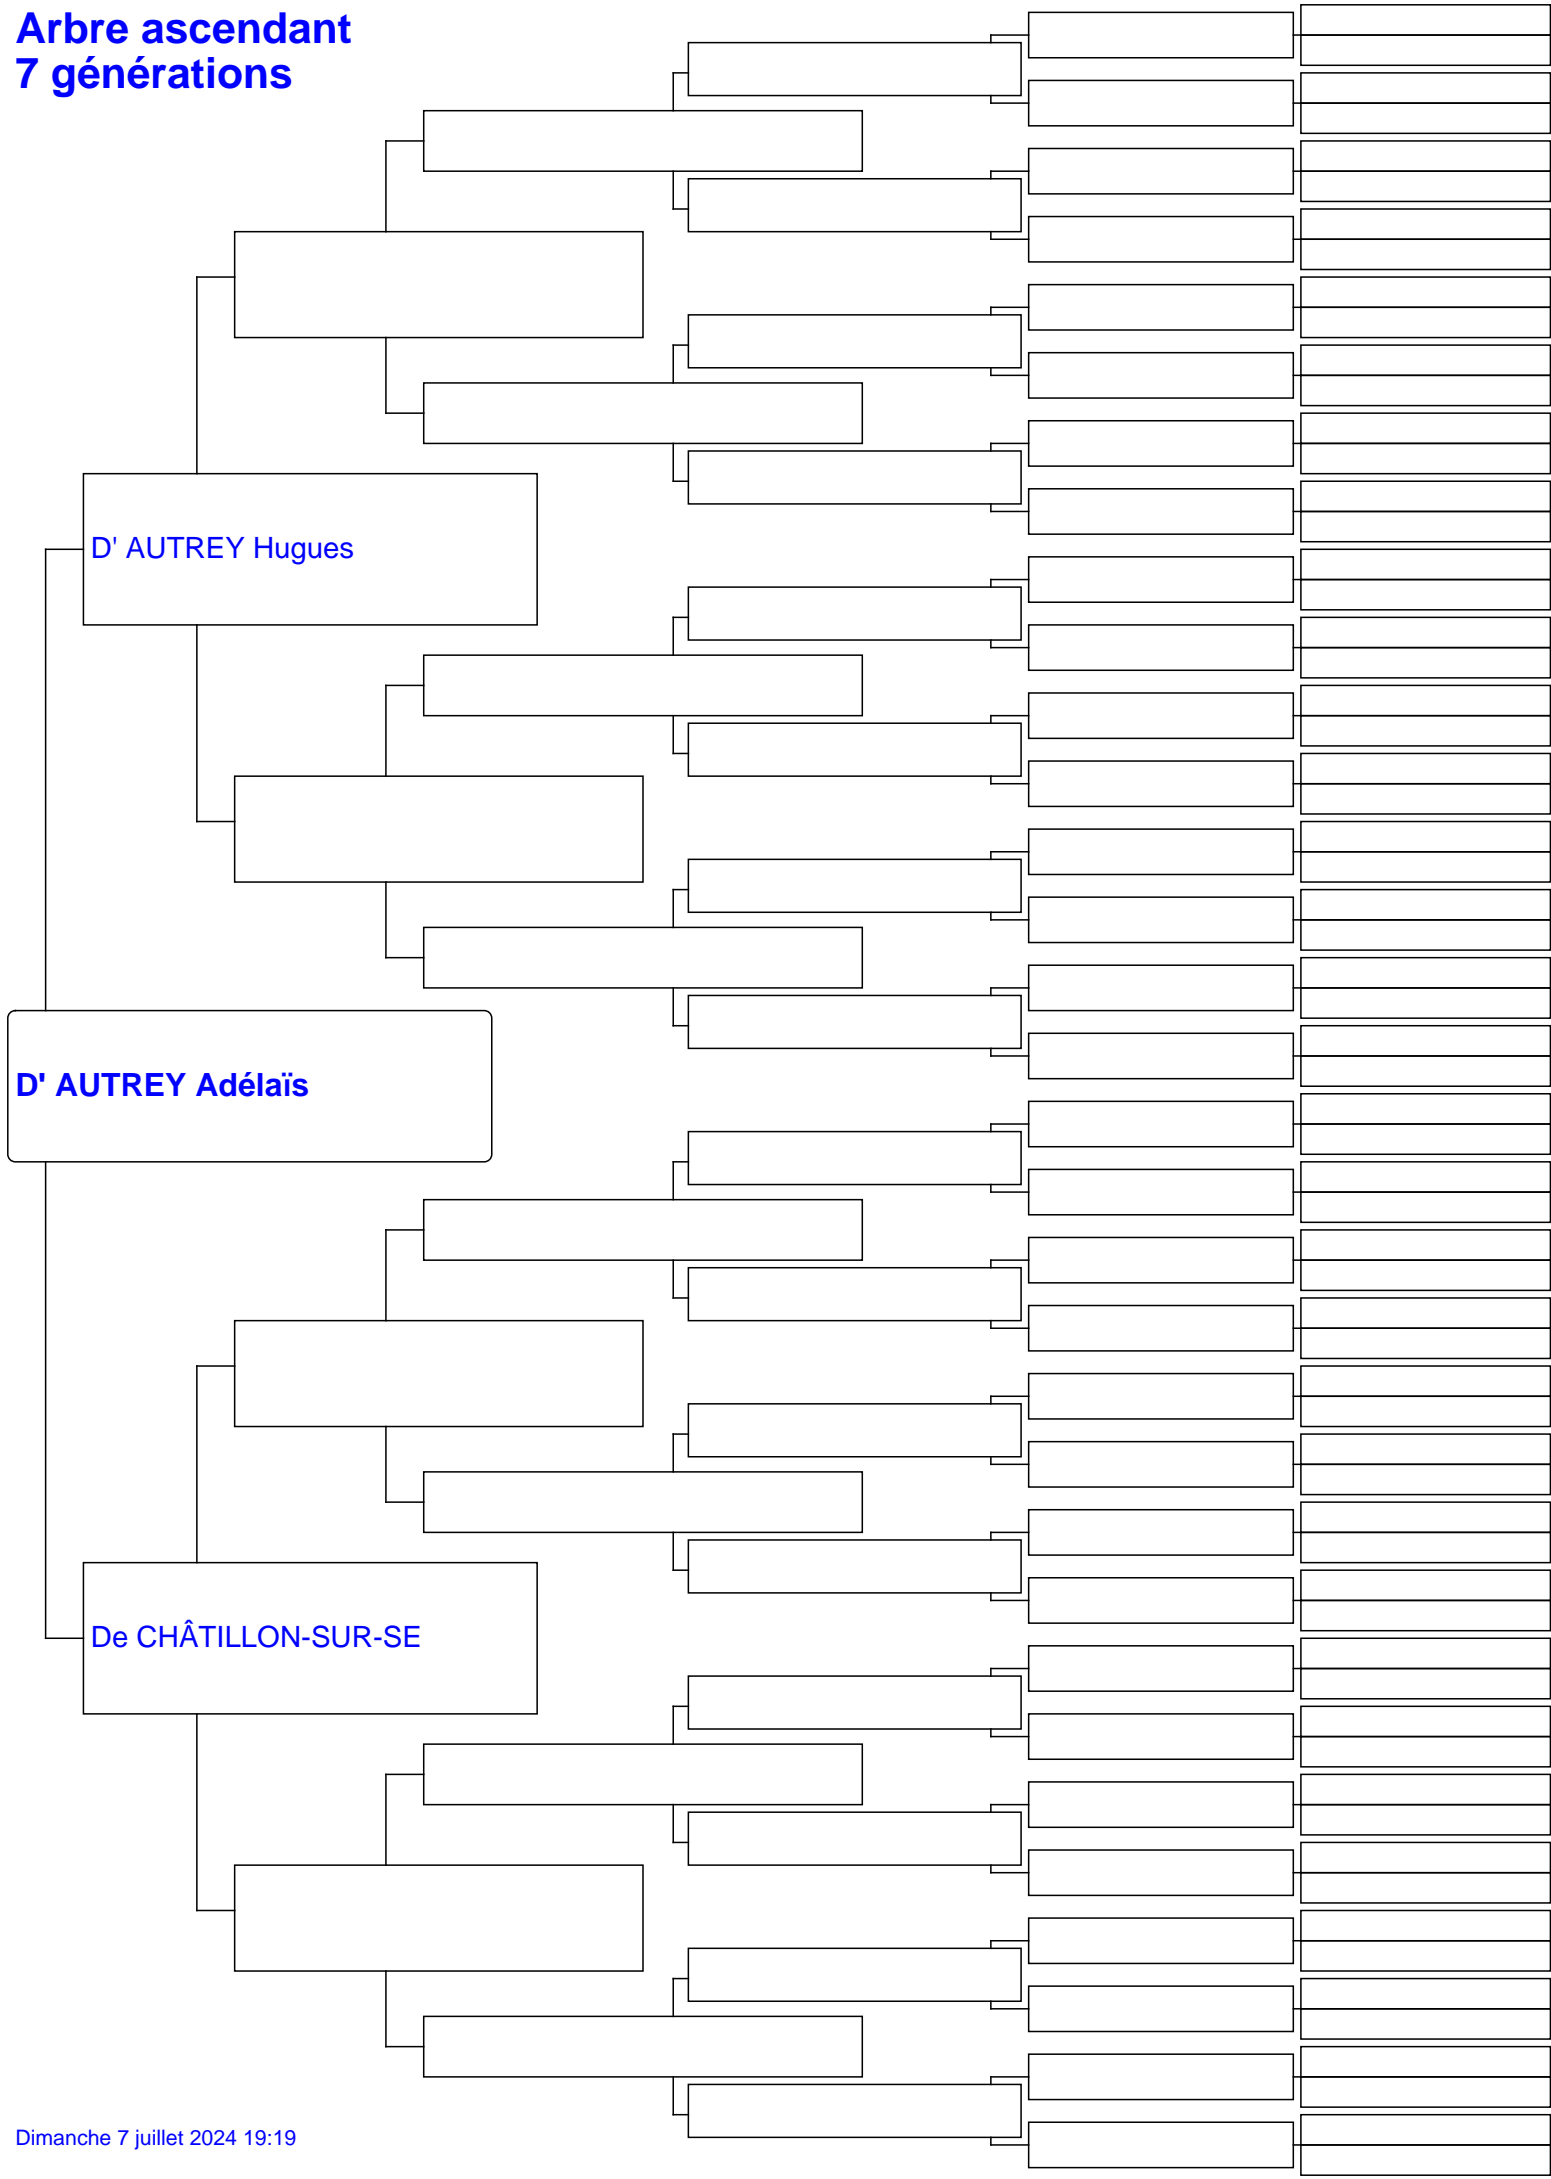 Arbre ascendant
7 générations
D' AUTREY Hugues
D' AUTREY Adélaïs
De CHÂTILLON-SUR-SE
Dimanche 7 juillet 2024 19:19